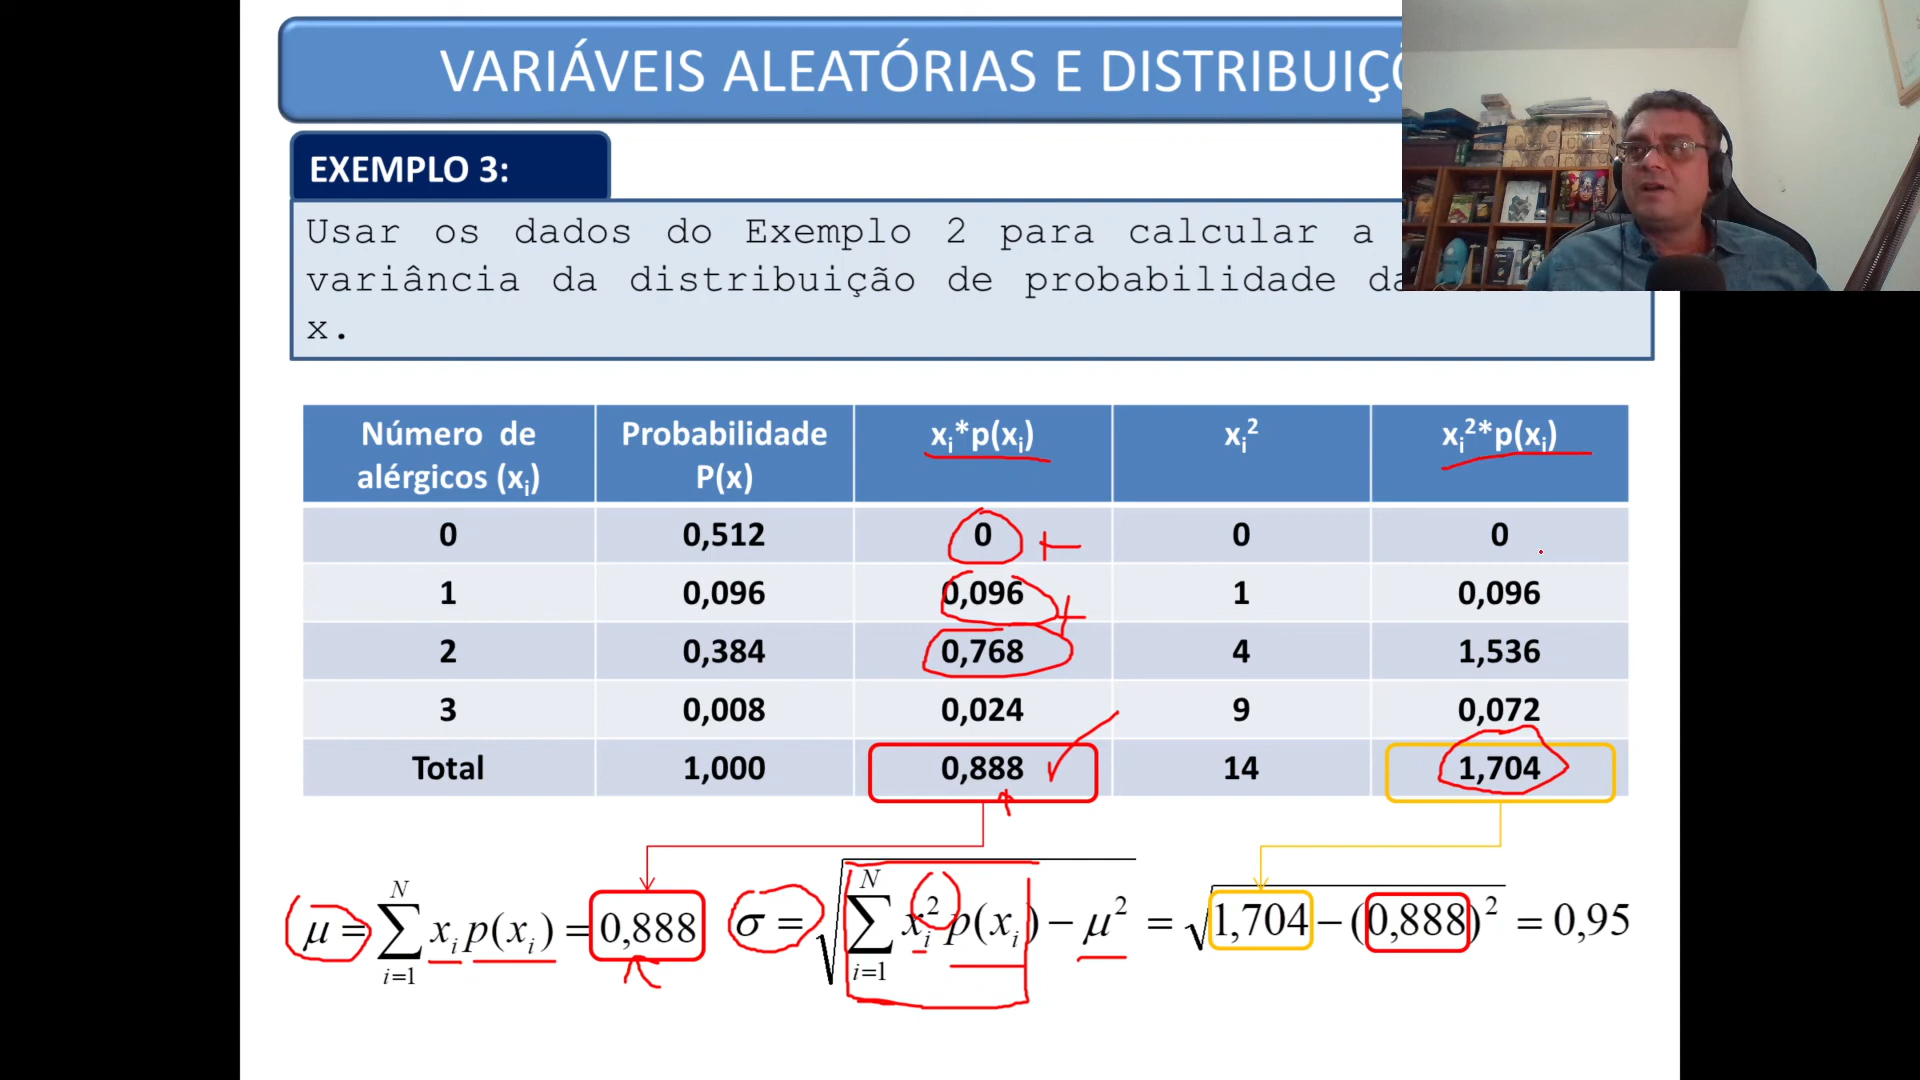 VARIÁVEIS ALEATÓRIAS E DISTRIBUIÇÕ
EXEMPLO 3:
Usar os dados do Exemplo 2 para calcular a
variância da distribuição de probabilidade da
x.
Número de alérgicos (xᵢ) Probabilidade P(x) xᵢ*p(xᵢ) xᵢ² xᵢ²*p(xᵢ)
0 0,512 0 0 0
1 0,096 0,096 1 0,096
2 0,384 0,768 4 1,536
3 0,008 0,024 9 0,072
Total 1,000 0,888 14 1,704
μ = ∑_{i=1}^{N} xᵢ p(xᵢ) = 0,888 σ = √(∑_{i=1}^{N} xᵢ² p(xᵢ) − μ²) = √(1,704 − (0,888)²) = 0,95